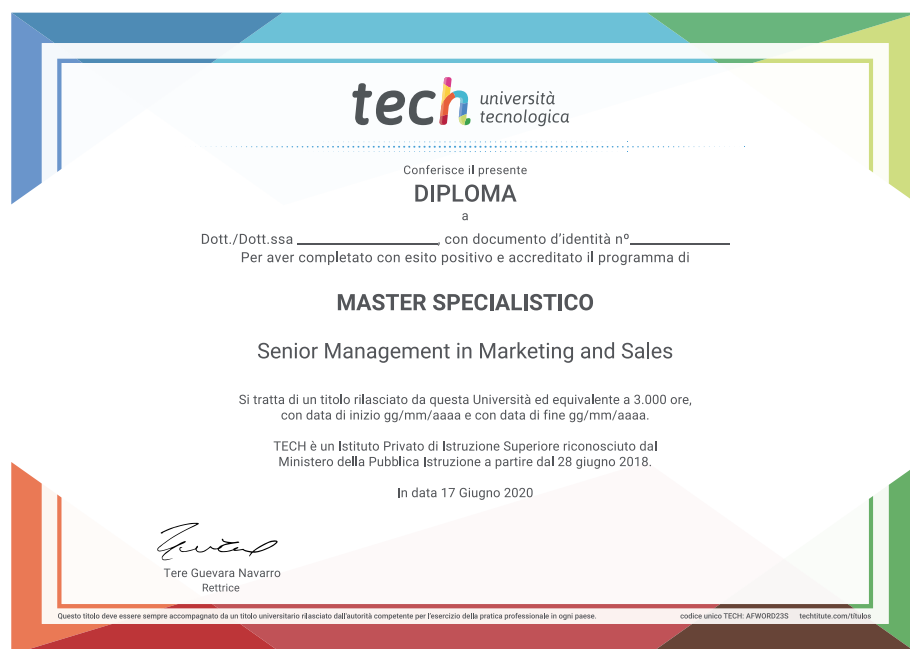 tech università
tecnologica
Conferisce il presente
DIPLOMA
a
Dott./Dott.ssa ____________________, con documento d'identità nº______________
Per aver completato con esito positivo e accreditato il programma di
MASTER SPECIALISTICO
Senior Management in Marketing and Sales
Si tratta di un titolo rilasciato da questa Università ed equivalente a 3.000 ore,
con data di inizio gg/mm/aaaa e con data di fine gg/mm/aaaa.
TECH è un Istituto Privato di Istruzione Superiore riconosciuto dal
Ministero della Pubblica Istruzione a partire dal 28 giugno 2018.
In data 17 Giugno 2020
Tere Guevara Navarro
Rettrice
Questo titolo deve essere sempre accompagnato da un titolo universitario rilasciato dall'autorità competente per l'esercizio della pratica professionale in ogni paese. codice unico TECH: AFWORD23S techtitute.com/titulos